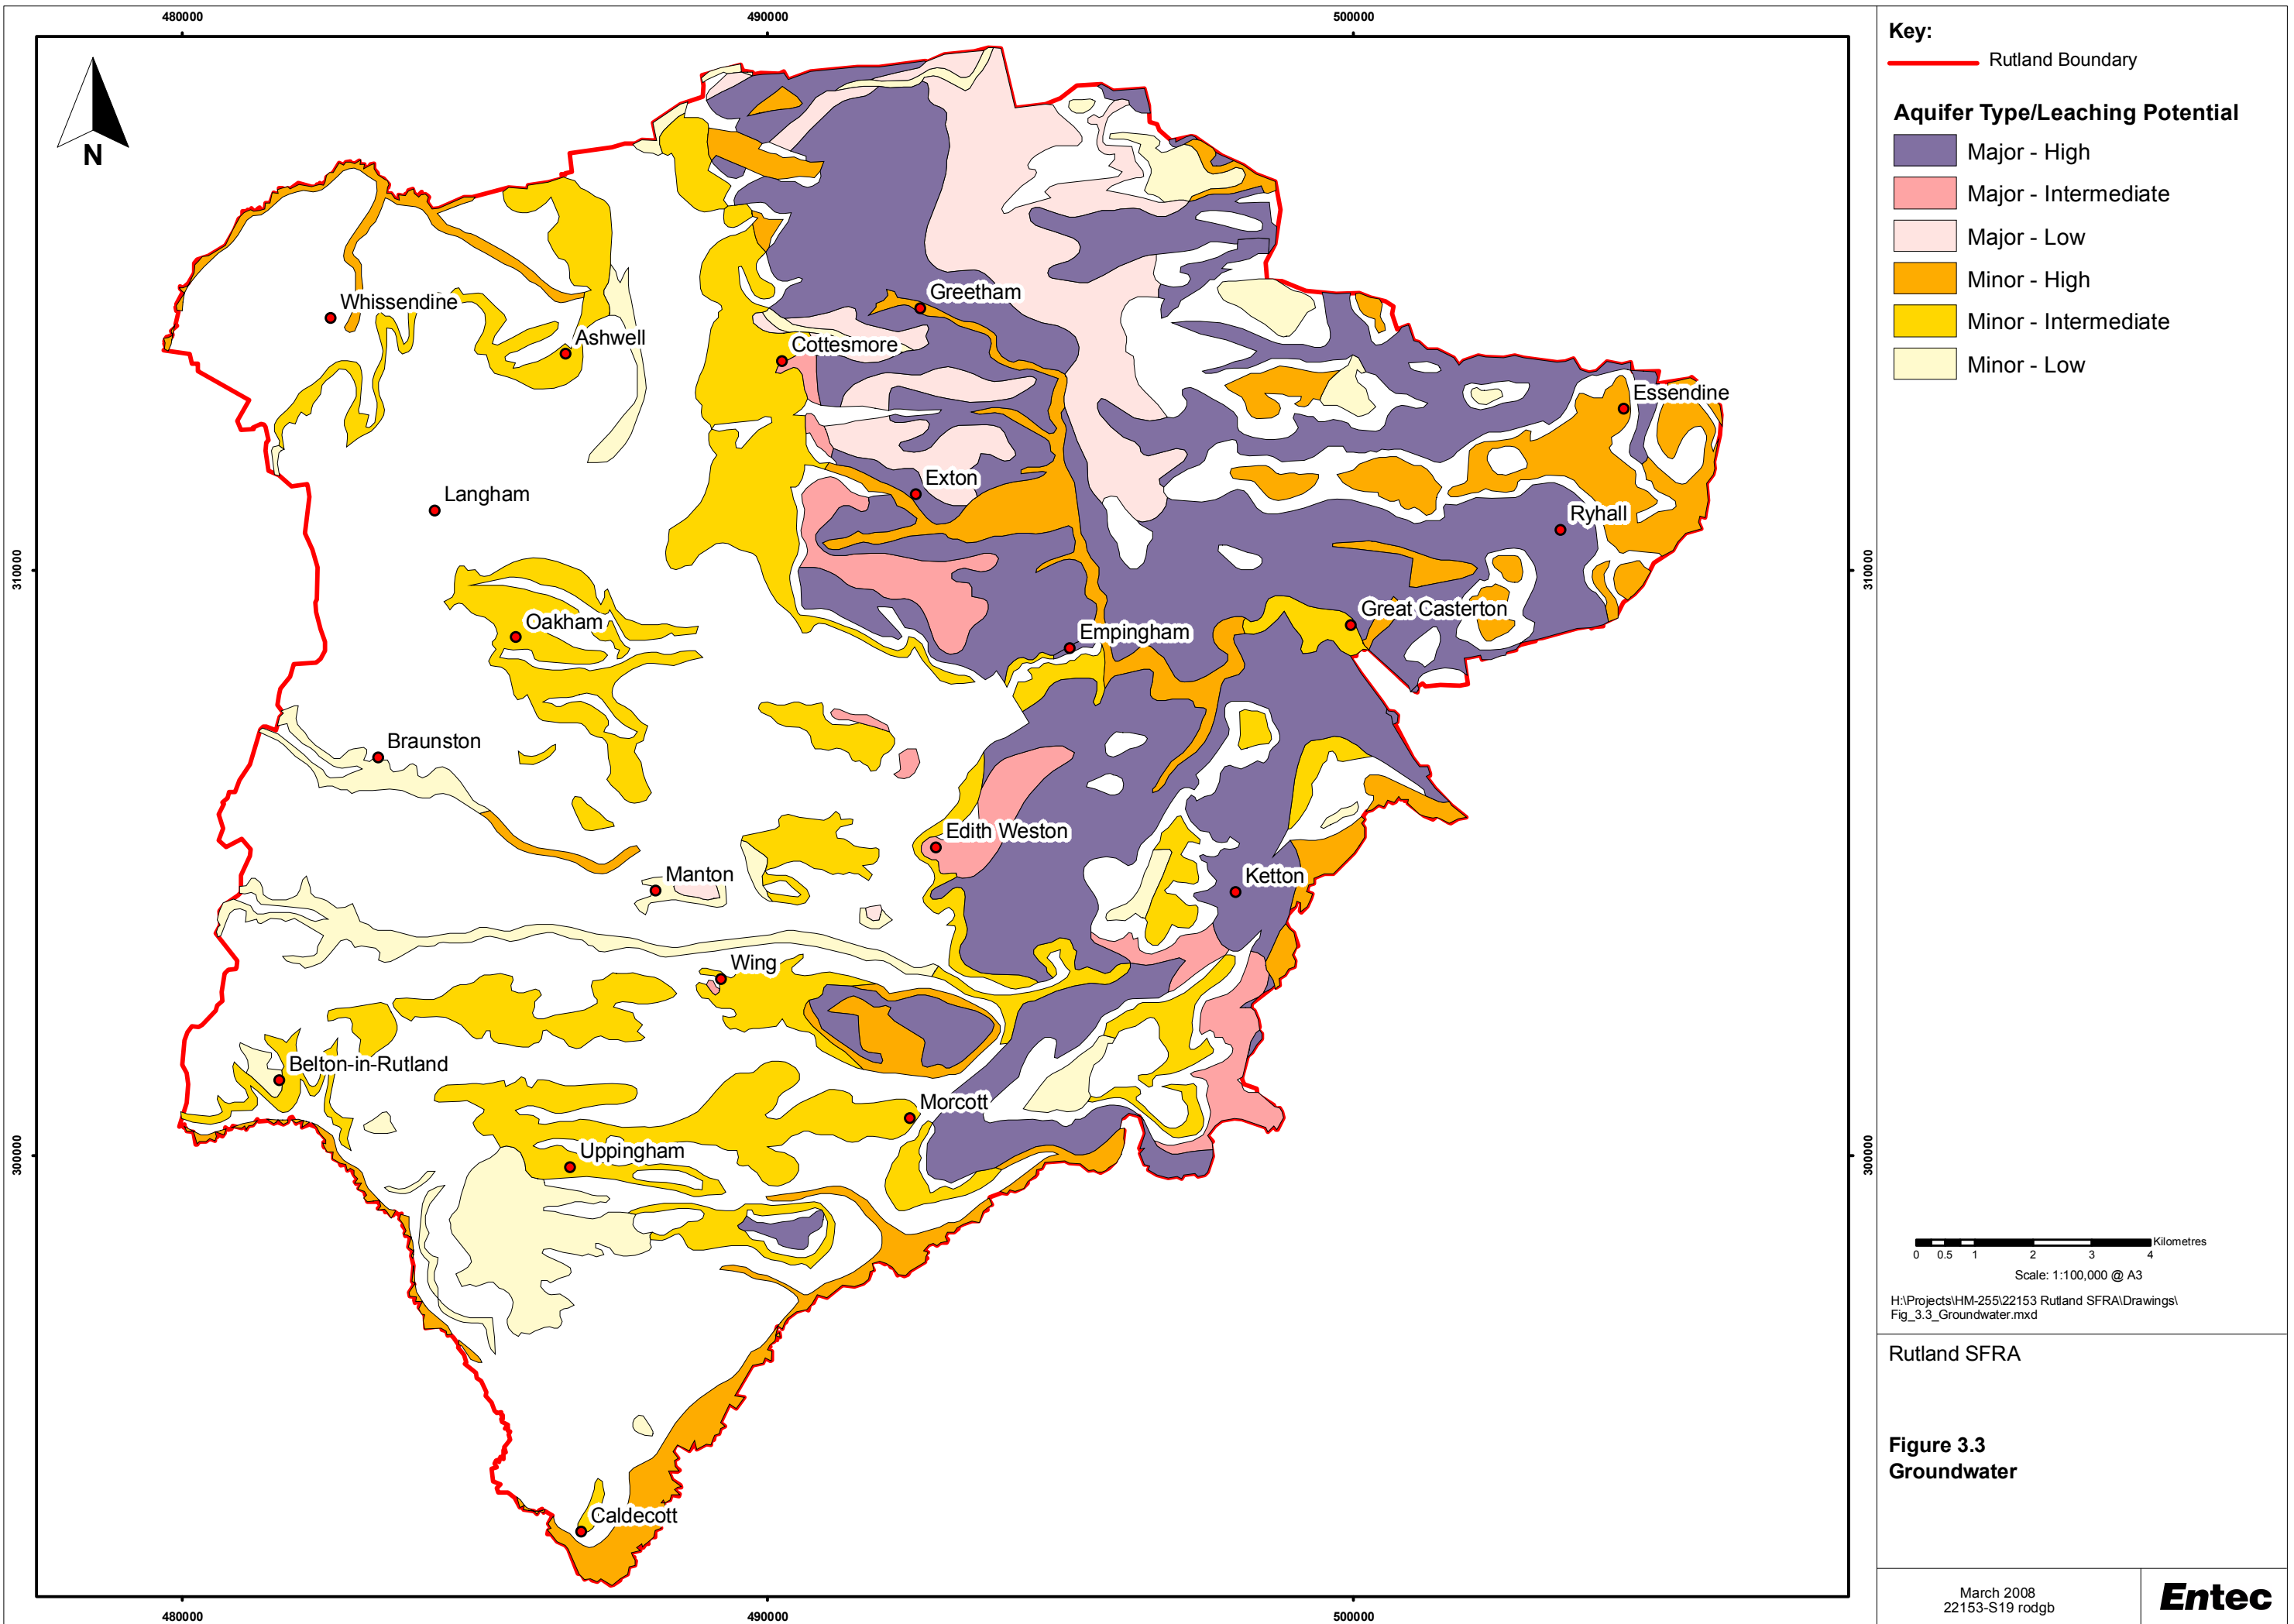 480000
490000
500000
N
Whissendine
Ashwell
Greetham
Cottesmore
Essendine
Langham
Exton
Ryhall
310000
310000
Oakham
Great Casterton
Empingham
Braunston
Edith Weston
Manton
Ketton
Wing
Belton-in-Rutland
Morcott
Uppingham
300000
300000
Caldecott
480000
490000
500000
Key:
Rutland Boundary
Aquifer Type/Leaching Potential
Major - High
Major - Intermediate
Major - Low
Minor - High
Minor - Intermediate
Minor - Low
Kilometres
0 0.5 1 2 3 4
Scale: 1:100,000 @ A3
H:\Projects\HM-255\22153 Rutland SFRA\Drawings\
Fig_3.3_Groundwater.mxd
Rutland SFRA
Figure 3.3
Groundwater
March 2008
22153-S19 rodgb
Entec